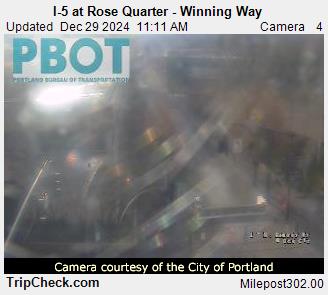 I-5 at Rose Quarter - Winning Way
Updated Dec 29 2024 11:11 AM Camera 4
PBOT
PORTLAND BUREAU OF TRANSPORTATION
Camera courtesy of the City of Portland
TripCheck.com Milepost302.00